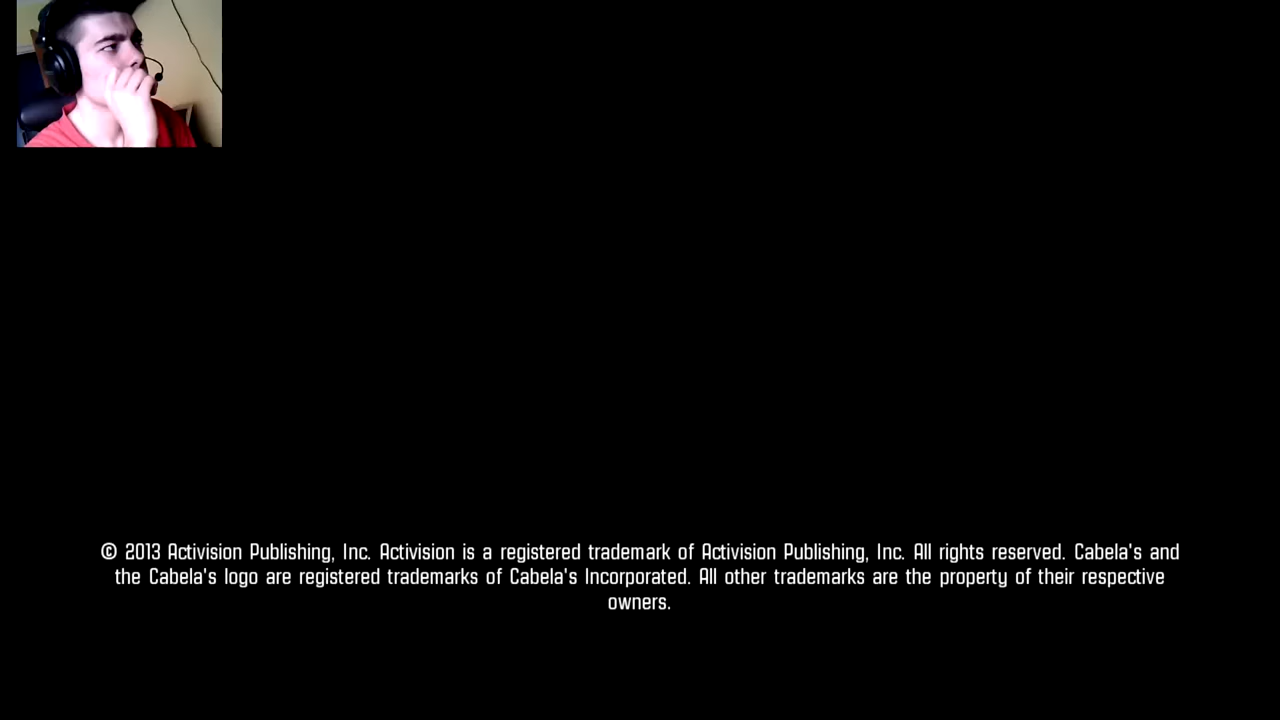 © 2013 Activision Publishing, Inc. Activision is a registered trademark of Activision Publishing, Inc. All rights reserved. Cabela's and
the Cabela's logo are registered trademarks of Cabela's Incorporated. All other trademarks are the property of their respective
owners.